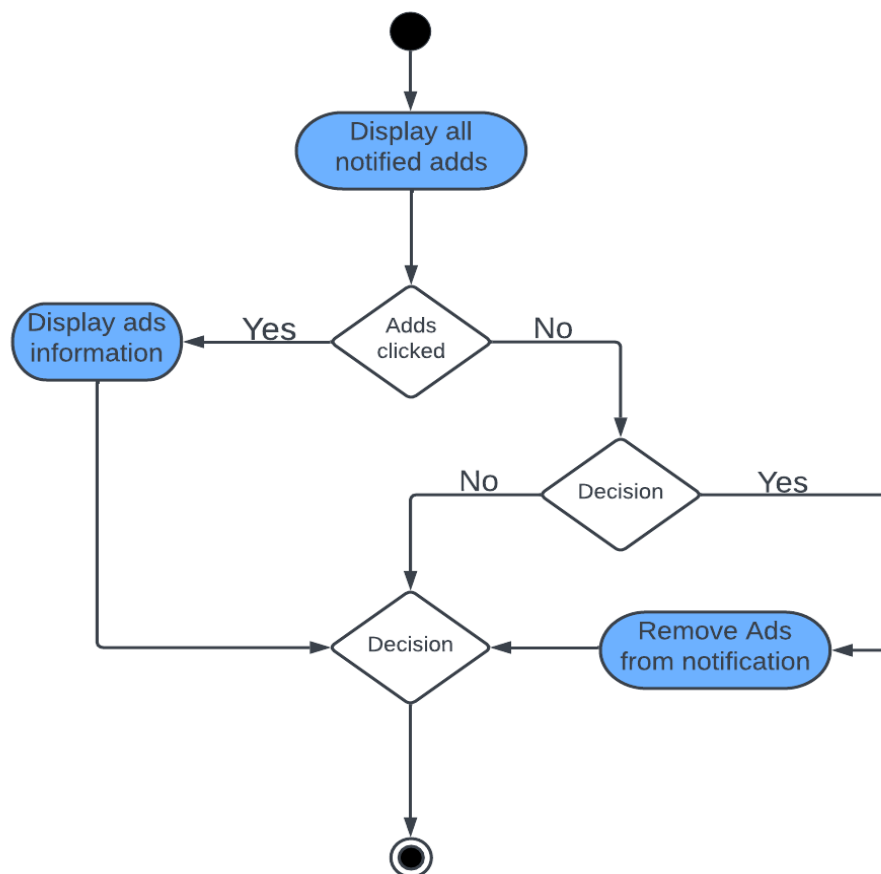 Display all
notified adds
Adds
clicked
Yes
No
Display ads
information
Decision
No
Yes
Decision
Remove Ads
from notification